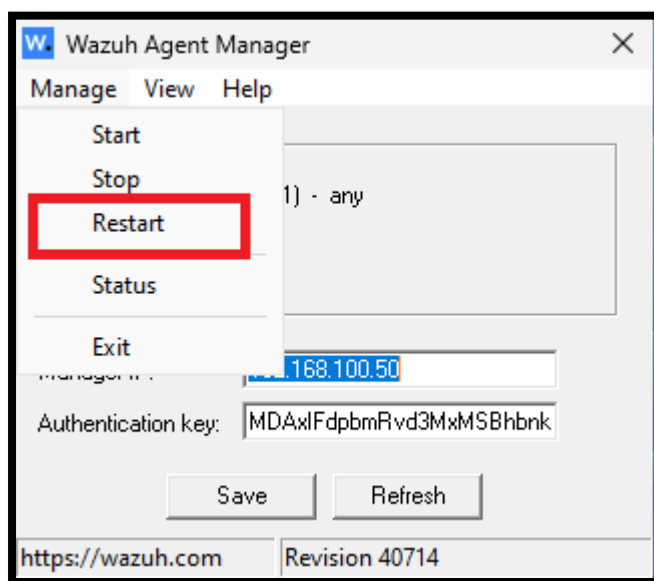 W. Wazuh Agent Manager
Manage View Help
Start
Stop
1) - any
Restart
Status
Exit
.168.100.50
Authentication key: MDAxIFdpbmRvd3MxMSBhbnk
Save Refresh
https://wazuh.com Revision 40714